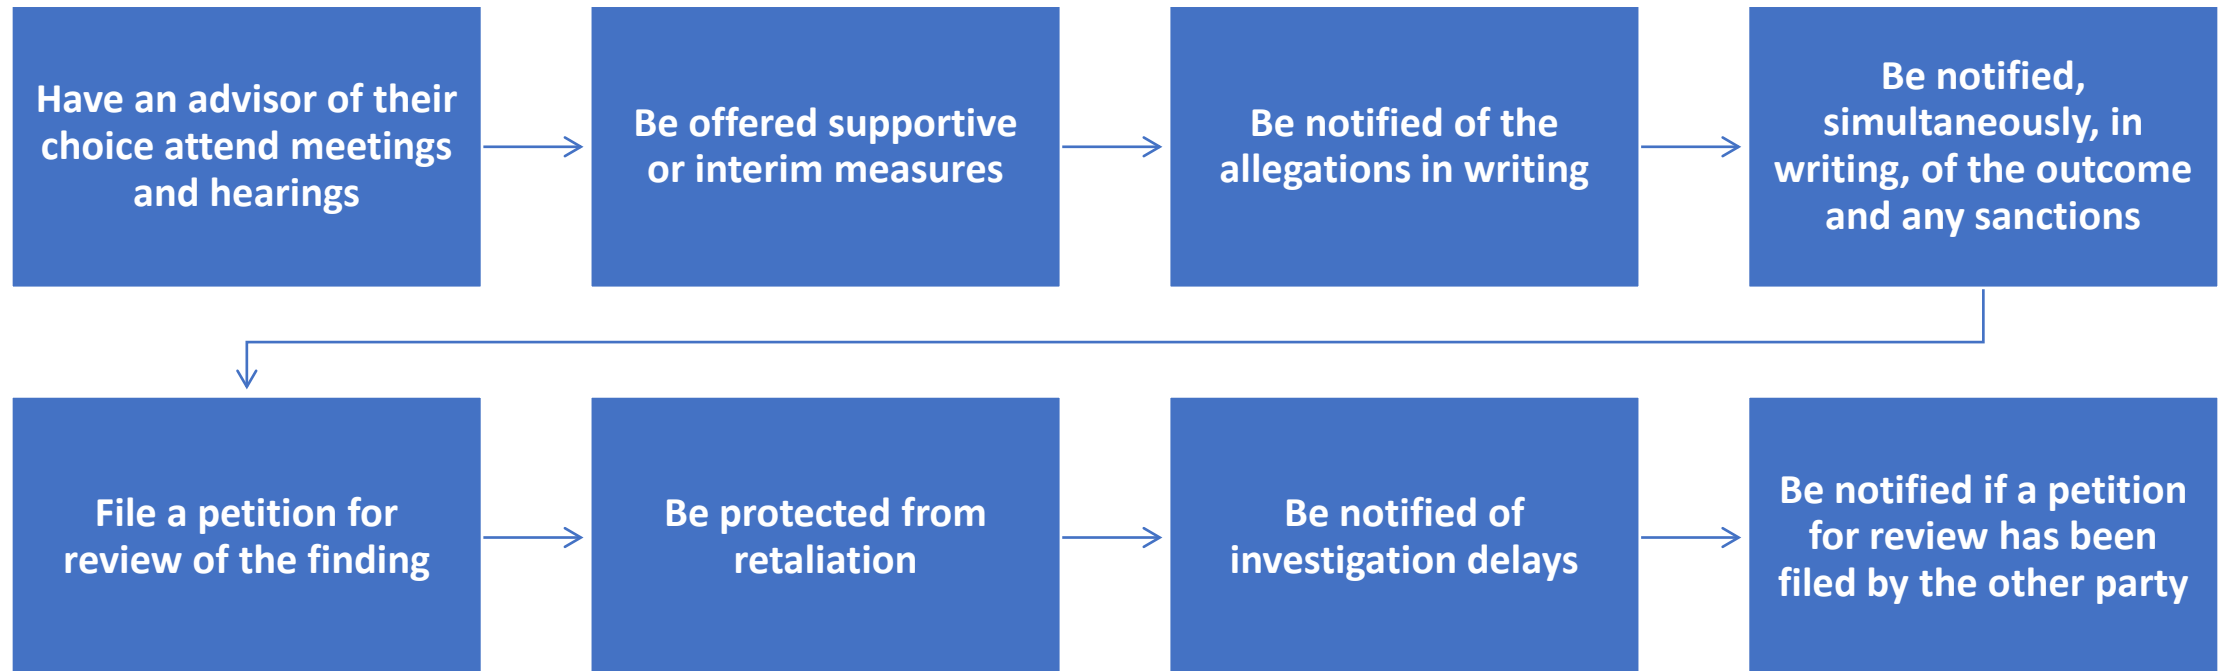 Have an advisor of their
choice attend meetings
and hearings
Be offered supportive
or interim measures
Be notified of the
allegations in writing
Be notified,
simultaneously, in
writing, of the outcome
and any sanctions
File a petition for
review of the finding
Be protected from
retaliation
Be notified of
investigation delays
Be notified if a petition
for review has been
filed by the other party